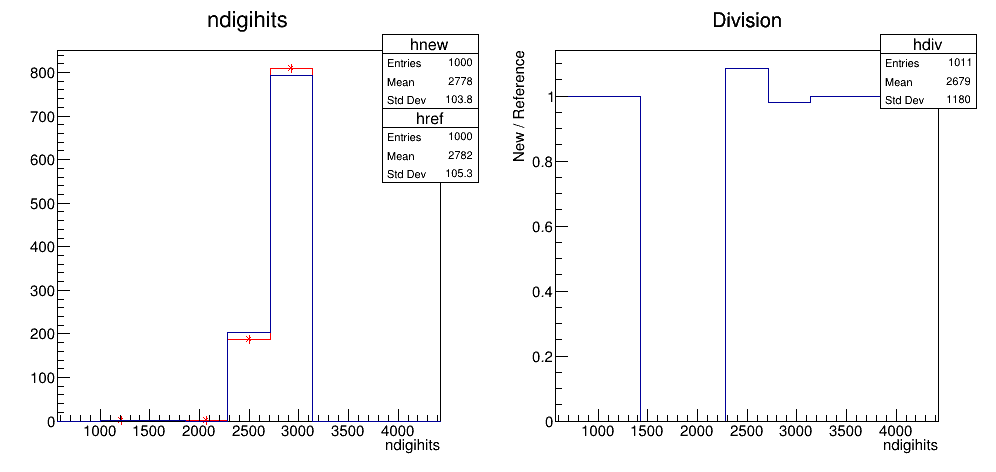 ndigihits
hnew
Entries 1000
Mean 2778
Std Dev 103.8
href
Entries 1000
Mean 2782
Std Dev 105.3
800
700
600
500
400
300
200
100
0
1000 1500 2000 2500 3000 3500 4000
ndigihits
Division
hdiv
Entries 1011
Mean 2679
Std Dev 1180
New / Reference
1
0.8
0.6
0.4
0.2
0
1000 1500 2000 2500 3000 3500 4000
ndigihits